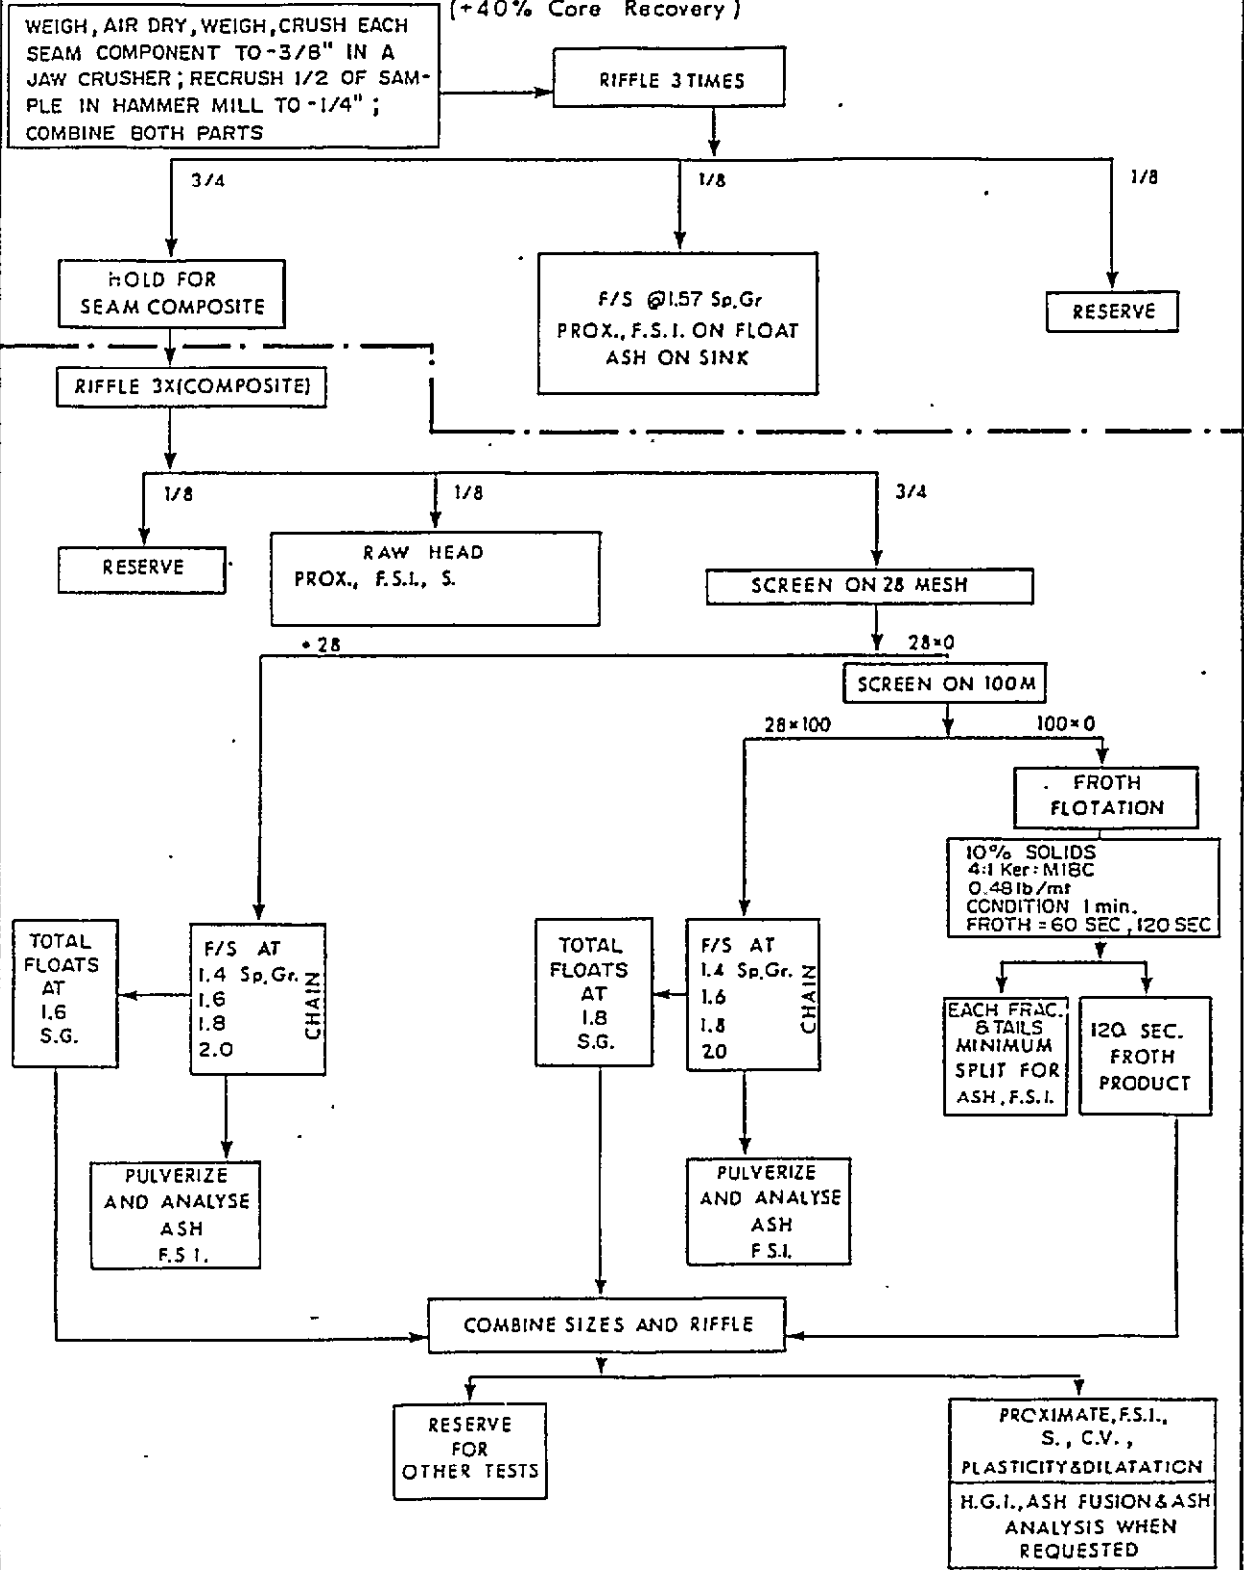 (+40% Core Recovery)
WEIGH, AIR DRY, WEIGH, CRUSH EACH
SEAM COMPONENT TO -3/8" IN A
JAW CRUSHER; RECRUSH 1/2 OF SAM-
PLE IN HAMMER MILL TO -1/4";
COMBINE BOTH PARTS
RIFFLE 3 TIMES
3/4
1/8
1/8
HOLD FOR
SEAM COMPOSITE
F/S @1.57 Sp.Gr
PROX., F.S.I. ON FLOAT
ASH ON SINK
RESERVE
RIFFLE 3X(COMPOSITE)
1/8
1/8
3/4
RESERVE
RAW HEAD
PROX., F.S.I., S.
SCREEN ON 28 MESH
+ 28
28×0
SCREEN ON 100M
28×100
100×0
FROTH
FLOTATION
10% SOLIDS
4:1 Ker:MIBC
0.48 lb/mt
CONDITION 1 min.
FROTH = 60 SEC, 120 SEC
TOTAL
FLOATS
AT
1.6
S.G.
F/S AT
1.4 Sp.Gr.
1.6
1.8
2.0
CHAIN
TOTAL
FLOATS
AT
1.8
S.G.
F/S AT
1.4 Sp.Gr.
1.6
1.8
2.0
CHAIN
EACH FRAC.
& TAILS
MINIMUM
SPLIT FOR
ASH, F.S.I.
120 SEC.
FROTH
PRODUCT
PULVERIZE
AND ANALYSE
ASH
F.S.I.
PULVERIZE
AND ANALYSE
ASH
F.S.I.
COMBINE SIZES AND RIFFLE
RESERVE
FOR
OTHER TESTS
PROXIMATE, F.S.I.,
S., C.V.,
PLASTICITY & DILATATION
H.G.I., ASH FUSION & ASH
ANALYSIS WHEN
REQUESTED